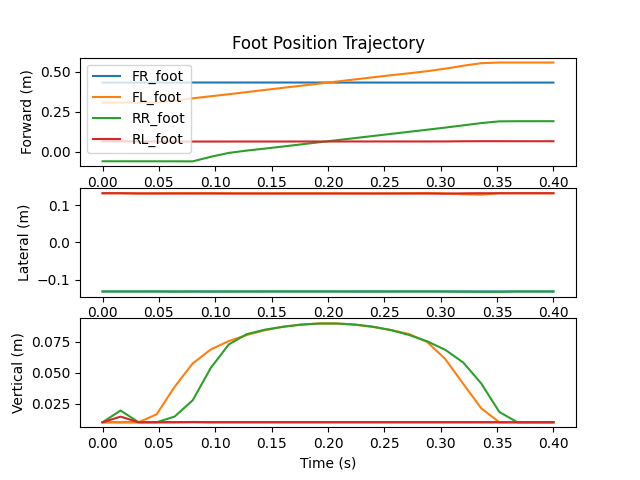 Foot Position Trajectory
Forward (m)
0.50
0.25
0.00
FR_foot
FL_foot
RR_foot
RL_foot
0.00 0.05 0.10 0.15 0.20 0.25 0.30 0.35 0.40
Lateral (m)
0.1
0.0
−0.1
0.00 0.05 0.10 0.15 0.20 0.25 0.30 0.35 0.40
Vertical (m)
0.075
0.050
0.025
0.00 0.05 0.10 0.15 0.20 0.25 0.30 0.35 0.40
Time (s)